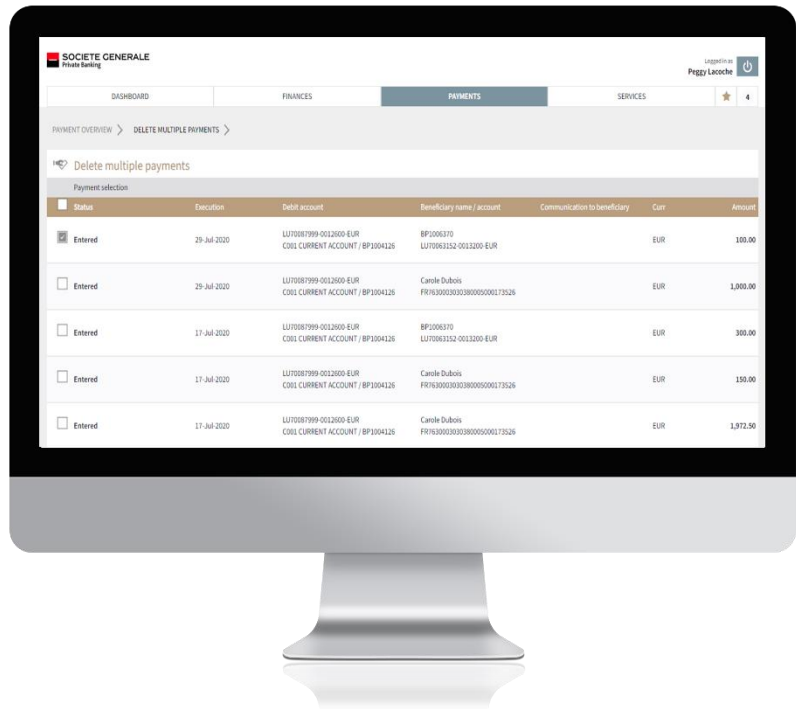 SOCIETE GENERALE
Private Banking
Logged in as
Peggy Lacoche
DASHBOARD FINANCES PAYMENTS SERVICES 4
PAYMENT OVERVIEW DELETE MULTIPLE PAYMENTS
Delete multiple payments
Payment selection
Status Execution Debit account Beneficiary name / account Communication to beneficiary Curr Amount
LU70087999-0012600-EUR BP1006370
Entered 29-Jul-2020 EUR 100.00
C001 CURRENT ACCOUNT / BP1004126 LU70063152-0013200-EUR
LU70087999-0012600-EUR Carole Dubois
Entered 29-Jul-2020 EUR 1,000.00
C001 CURRENT ACCOUNT / BP1004126 FR7630003030380005000173526
LU70087999-0012600-EUR BP1006370
Entered 17-Jul-2020 EUR 300.00
C001 CURRENT ACCOUNT / BP1004126 LU70063152-0013200-EUR
LU70087999-0012600-EUR Carole Dubois
Entered 17-Jul-2020 EUR 150.00
C001 CURRENT ACCOUNT / BP1004126 FR7630003030380005000173526
LU70087999-0012600-EUR Carole Dubois
Entered 17-Jul-2020 EUR 1,972.50
C001 CURRENT ACCOUNT / BP1004126 FR7630003030380005000173526